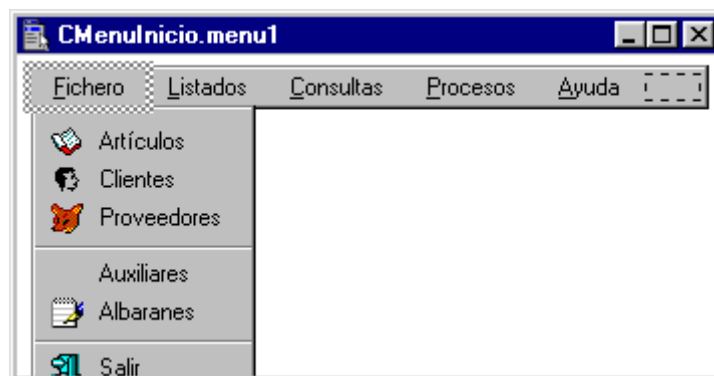 CMenuInicio.menu1
Fichero Listados Consultas Procesos Ayuda
Artículos
Clientes
Proveedores
Auxiliares
Albaranes
Salir